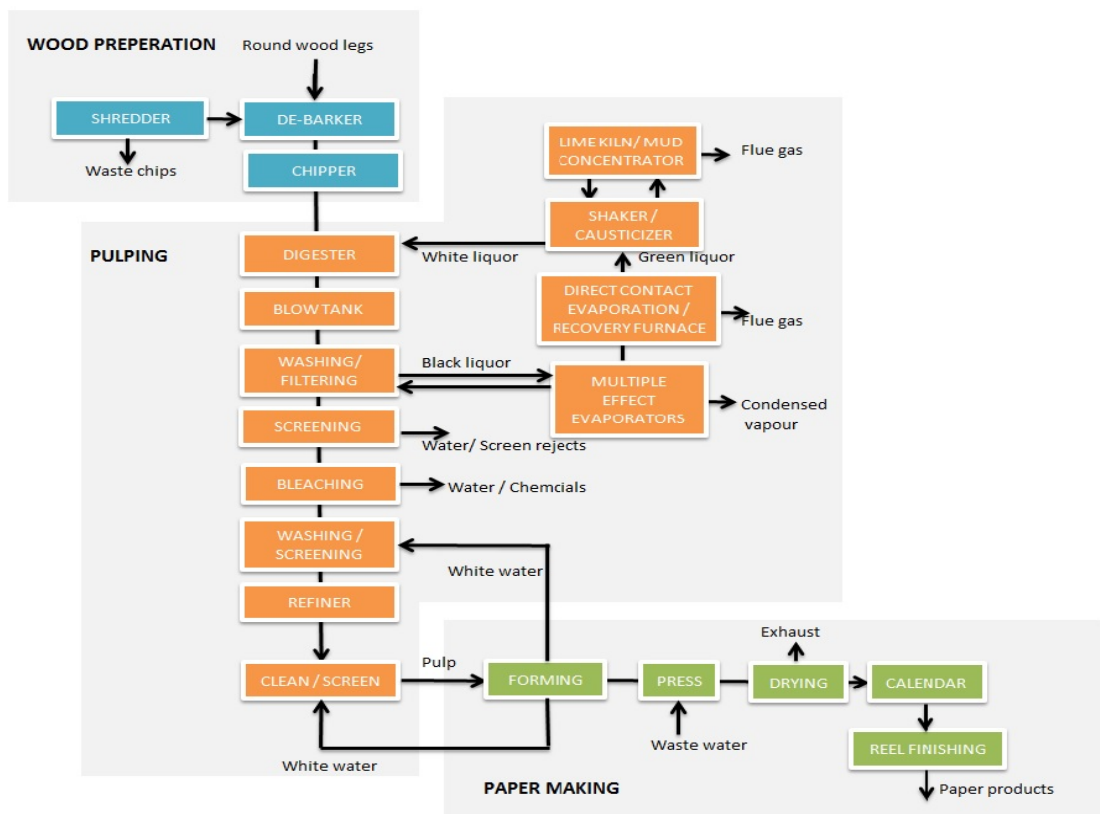 WOOD PREPERATION
Round wood legs
SHREDDER
DE-BARKER
Waste chips
CHIPPER
LIME KILN/ MUD
CONCENTRATOR
Flue gas
SHAKER /
CAUSTICIZER
PULPING
DIGESTER
White liquor
Green liquor
DIRECT CONTACT
EVAPORATION /
RECOVERY FURNACE
Flue gas
BLOW TANK
WASHING/
FILTERING
Black liquor
MULTIPLE
EFFECT
EVAPORATORS
Condensed
vapour
SCREENING
Water/ Screen rejects
BLEACHING
Water / Chemcials
WASHING /
SCREENING
White water
REFINER
CLEAN / SCREEN
Pulp
FORMING
PRESS
Exhaust
DRYING
CALENDAR
Waste water
REEL FINISHING
White water
PAPER MAKING
Paper products